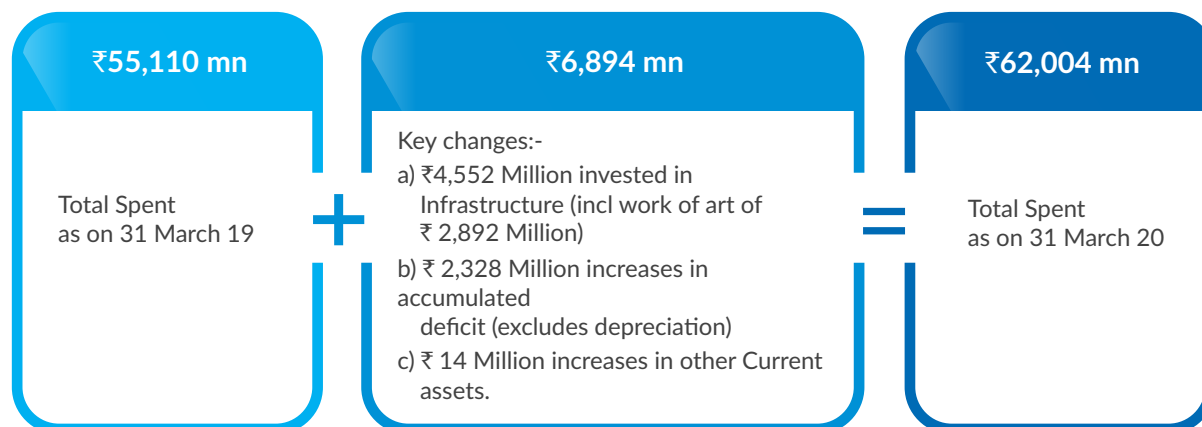 ₹55,110 mn
Total Spent
as on 31 March 19
+
₹6,894 mn
Key changes:-
a) ₹4,552 Million invested in
Infrastructure (incl work of art of
₹ 2,892 Million)
b) ₹ 2,328 Million increases in
accumulated
deficit (excludes depreciation)
c) ₹ 14 Million increases in other Current
assets.
=
₹62,004 mn
Total Spent
as on 31 March 20